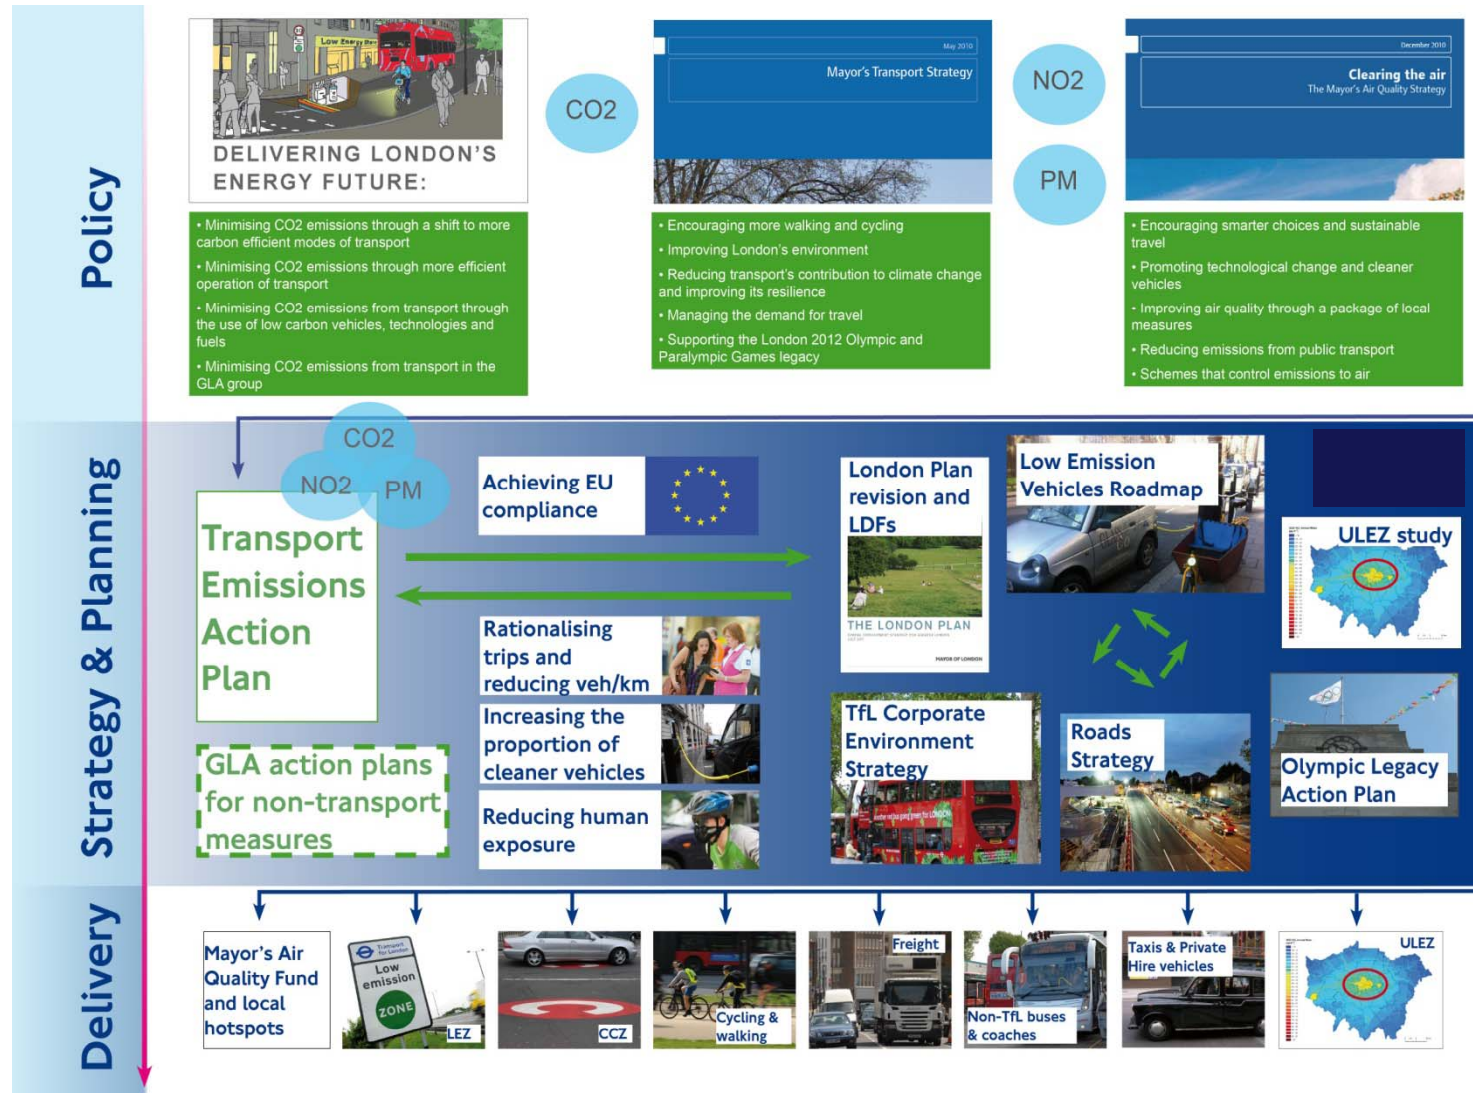 Policy
Low Energy
DELIVERING LONDON'S
ENERGY FUTURE:
• Minimising CO2 emissions through a shift to more
carbon efficient modes of transport
• Minimising CO2 emissions through more efficient
operation of transport
• Minimising CO2 emissions from transport through
the use of low carbon vehicles, technologies and
fuels
• Minimising CO2 emissions from transport in the
GLA group
CO2
May 2010
Mayor's Transport Strategy
• Encouraging more walking and cycling
• Improving London's environment
• Reducing transport's contribution to climate change
and improving its resilience
• Managing the demand for travel
• Supporting the London 2012 Olympic and
Paralympic Games legacy
NO2
PM
December 2010
Clearing the air
The Mayor's Air Quality Strategy
• Encouraging smarter choices and sustainable
travel
• Promoting technological change and cleaner
vehicles
• Improving air quality through a package of local
measures
• Reducing emissions from public transport
• Schemes that control emissions to air
Strategy & Planning
CO2
NO2
PM
Transport
Emissions
Action
Plan
GLA action plans
for non-transport
measures
Achieving EU
compliance
Rationalising
trips and
reducing veh/km
Increasing the
proportion of
cleaner vehicles
Reducing human
exposure
London Plan
revision and
LDFs
THE LONDON PLAN
MAYOR OF LONDON
TfL Corporate
Environment
Strategy
Low Emission
Vehicles Roadmap
Roads
Strategy
ULEZ study
Olympic Legacy
Action Plan
Delivery
Mayor's Air
Quality Fund
and local
hotspots
Transport
for London
Low
emission
ZONE
LEZ
CCZ
Cycling &
walking
Freight
Non-TfL buses
& coaches
Taxis & Private
Hire vehicles
ULEZ